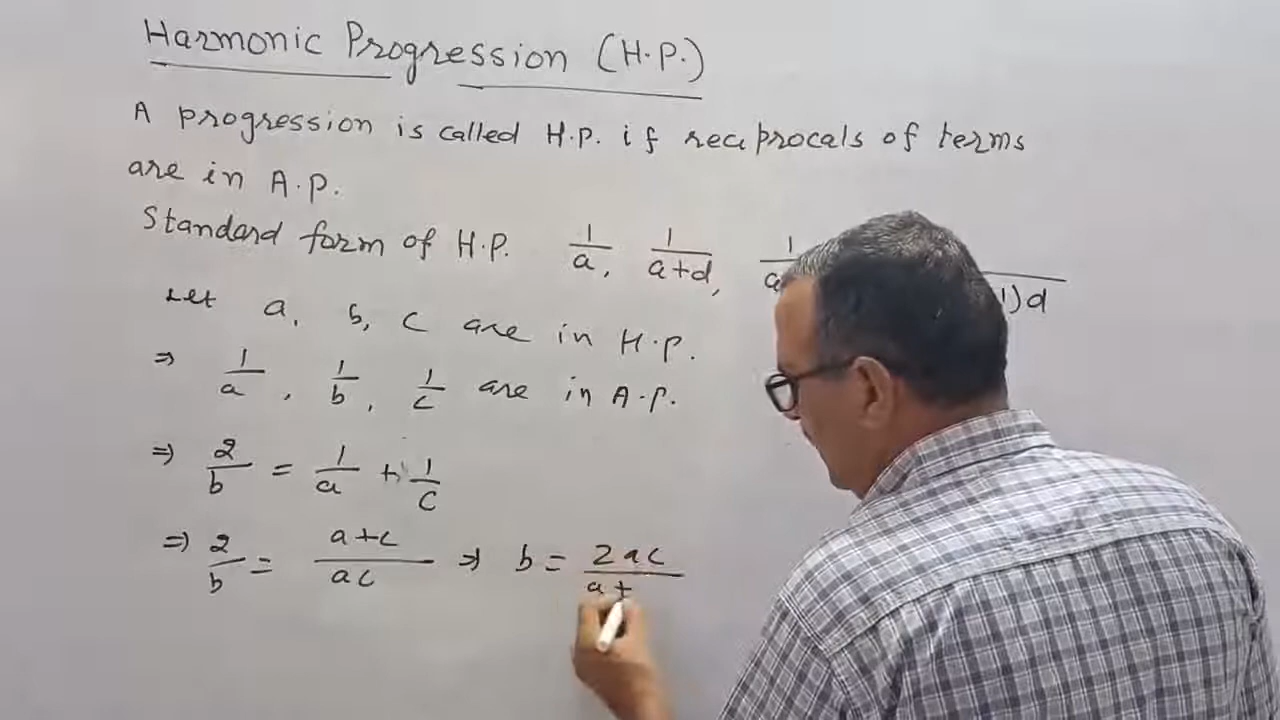 Harmonic Progression (H.P.)
A progression is called H.P. if reciprocals of terms
are in A.P.
Standard form of H.P. 1/a, 1/(a+d), 1)d
Let a, b, c are in H.P.
⇒ 1/a, 1/b, 1/c are in A.P.
⇒ 2/b = 1/a + 1/c
⇒ 2/b = (a+c)/ac ⇒ b = 2ac/a+